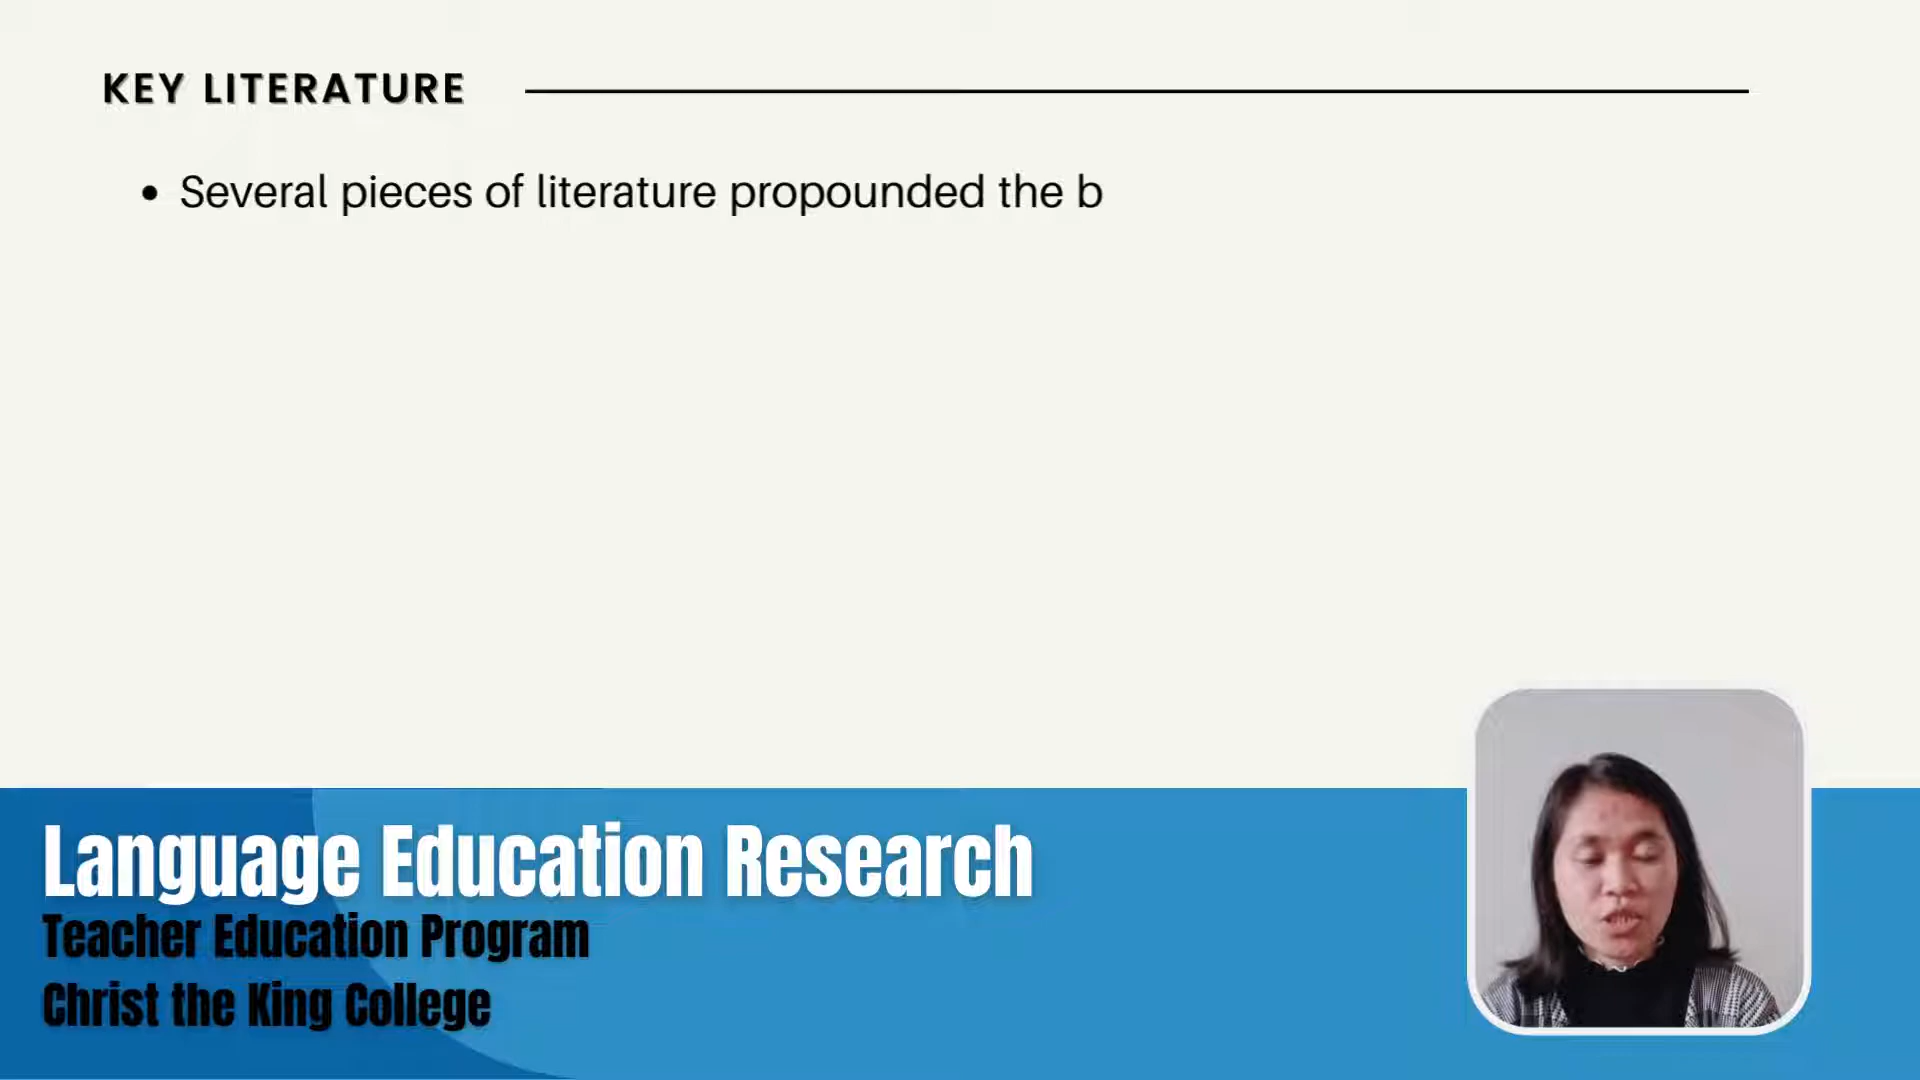 KEY LITERATURE
• Several pieces of literature propounded the b
Language Education Research
Teacher Education Program
Christ the King College